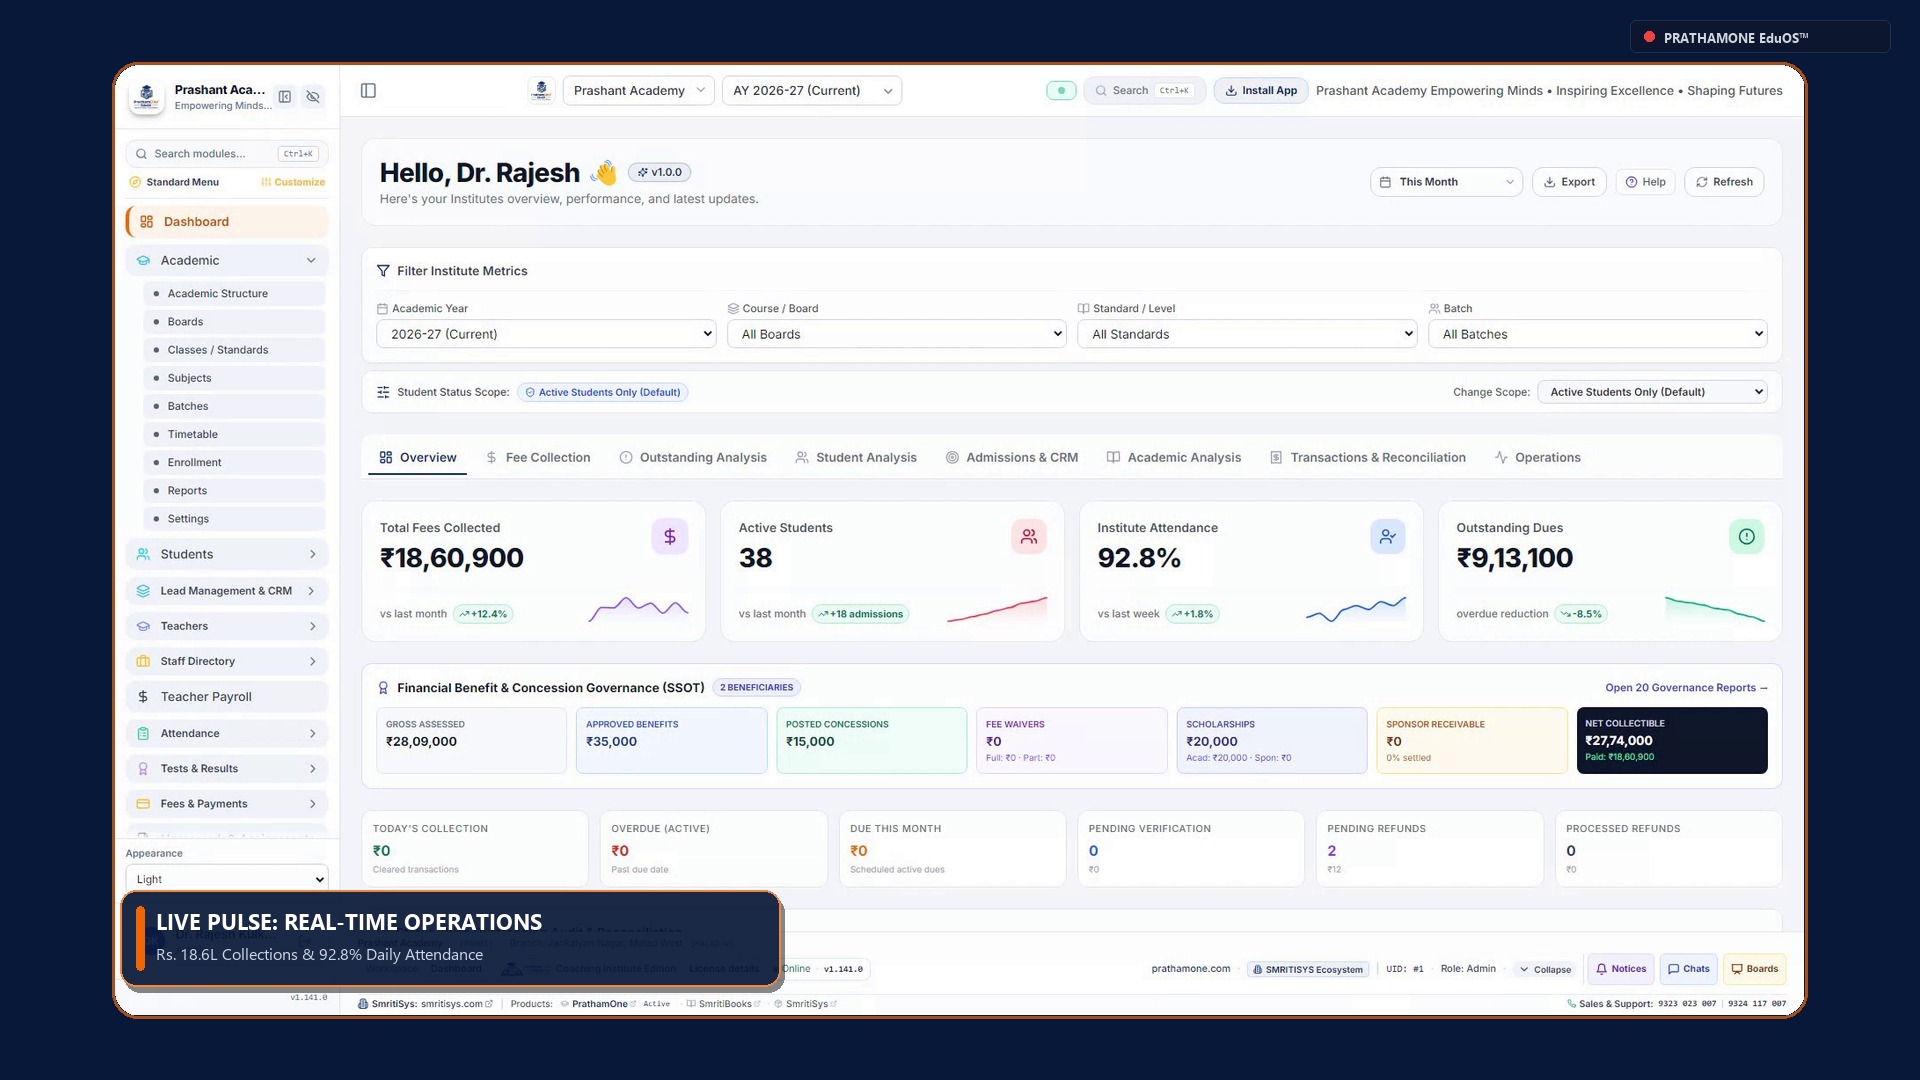 PRATHAMONE EduOS™
Prashant Aca...
Empowering Minds...
Prashant Academy
AY 2026-27 (Current)
Search Ctrl+K
Install App
Prashant Academy Empowering Minds • Inspiring Excellence • Shaping Futures
Search modules... Ctrl+K
Standard Menu
Customize
Dashboard
Academic
Academic Structure
Boards
Classes / Standards
Subjects
Batches
Timetable
Enrollment
Reports
Settings
Students
Lead Management & CRM
Teachers
Staff Directory
Teacher Payroll
Attendance
Tests & Results
Fees & Payments
Appearance
Light
v1.141.0
Hello, Dr. Rajesh 👋 v1.0.0
Here's your Institutes overview, performance, and latest updates.
This Month
Export
Help
Refresh
Filter Institute Metrics
Academic Year
2026-27 (Current)
Course / Board
All Boards
Standard / Level
All Standards
Batch
All Batches
Student Status Scope: Active Students Only (Default)
Change Scope: Active Students Only (Default)
Overview
Fee Collection
Outstanding Analysis
Student Analysis
Admissions & CRM
Academic Analysis
Transactions & Reconciliation
Operations
Total Fees Collected
₹18,60,900
vs last month +12.4%
Active Students
38
vs last month +18 admissions
Institute Attendance
92.8%
vs last week +1.8%
Outstanding Dues
₹9,13,100
overdue reduction -8.5%
Financial Benefit & Concession Governance (SSOT) 2 BENEFICIARIES
Open 20 Governance Reports →
GROSS ASSESSED
₹28,09,000
APPROVED BENEFITS
₹35,000
POSTED CONCESSIONS
₹15,000
FEE WAIVERS
₹0
Full: ₹0 · Part: ₹0
SCHOLARSHIPS
₹20,000
Acad: ₹20,000 · Spon: ₹0
SPONSOR RECEIVABLE
₹0
0% settled
NET COLLECTIBLE
₹27,74,000
Paid: ₹18,60,900
TODAY'S COLLECTION
₹0
Cleared transactions
OVERDUE (ACTIVE)
₹0
Past due date
DUE THIS MONTH
₹0
Scheduled active dues
PENDING VERIFICATION
0
₹0
PENDING REFUNDS
2
₹12
PROCESSED REFUNDS
0
₹0
LIVE PULSE: REAL-TIME OPERATIONS
Rs. 18.6L Collections & 92.8% Daily Attendance
Online · v1.141.0
prathamone.com · SMRITISYS Ecosystem | UID: #1 · Role: Admin · Collapse
Notices
Chats
Boards
SmritiSys: smritisys.com | Products: PrathamOne Active · SmritiBooks · SmritiSys
Sales & Support: 9323 023 007 | 9324 117 007